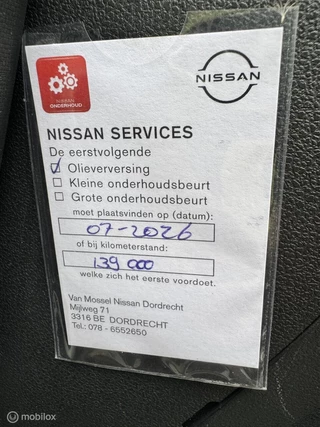 NISSAN
ONDERHOUD
NISSAN
NISSAN SERVICES
De eerstvolgende
Olieverversing
Kleine onderhoudsbeurt
Grote onderhoudsbeurt
moet plaatsvinden op (datum):
07-2026
of bij kilometerstand:
139 000
welke zich het eerste voordoet.
Van Mossel Nissan Dordrecht
Mijlweg 71
3316 BE DORDRECHT
Tel.: 078 - 6552650
mobilox